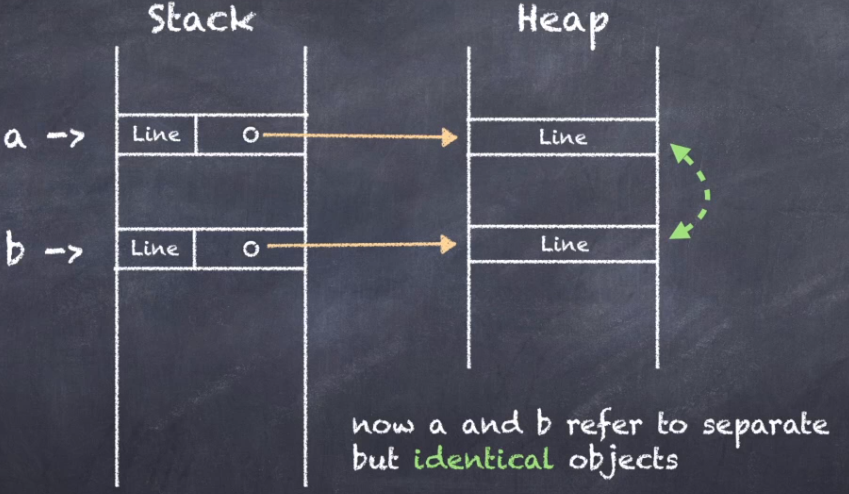 Stack Heap
a -> Line Line
b -> Line Line
now a and b refer to separate
but identical objects